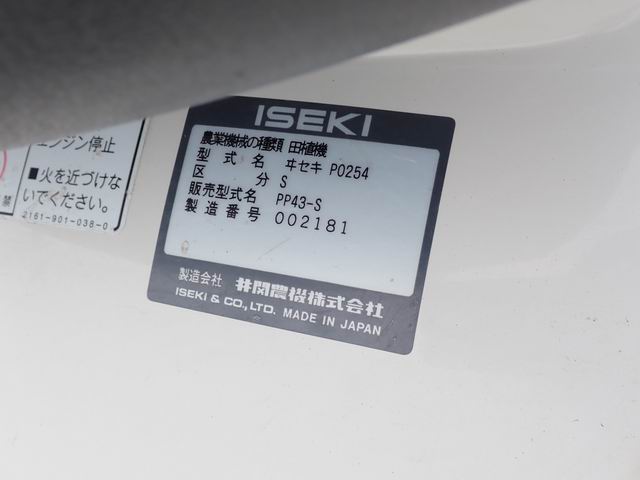 ISEKI
農業機械の種類 田植機
型式名 ヰセキ P0254
区分 S
販売型式名 PP43-S
製造番号 002181
製造会社 井関農機株式会社
ISEKI & CO., LTD. MADE IN JAPAN
エンジン停止
禁
■火を近づけな
いでください。
2161-901-038-0